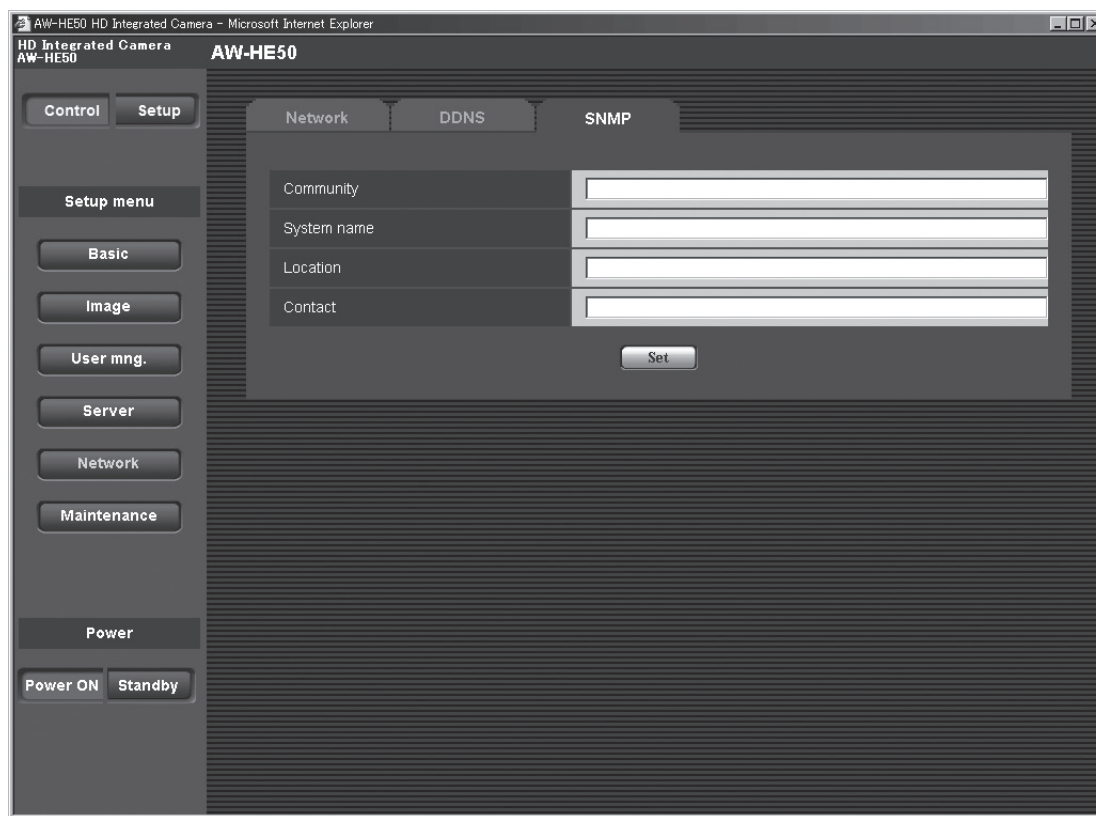 AW-HE50 HD Integrated Camera - Microsoft Internet Explorer
HD Integrated Camera
AW-HE50
AW-HE50
Control Setup
Network DDNS SNMP
Setup menu
Basic
Image
User mng.
Server
Network
Maintenance
Community
System name
Location
Contact
Set
Power
Power ON Standby